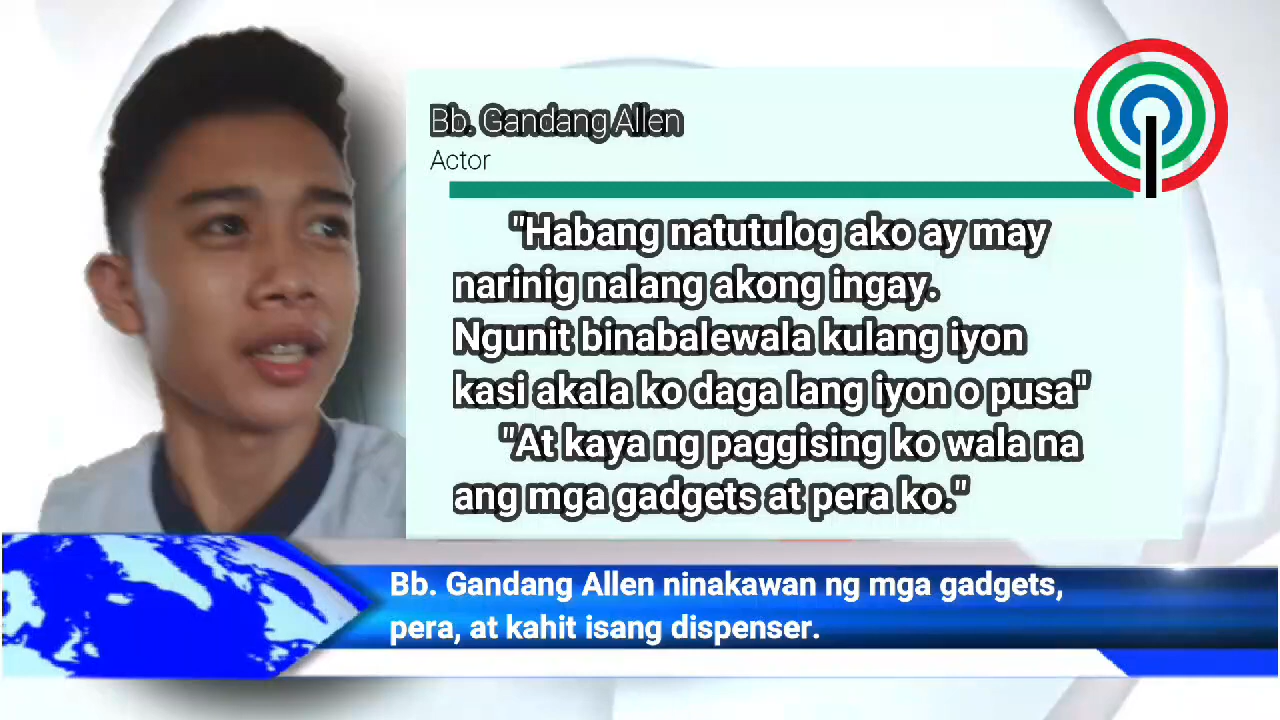 Bb. Gandang Allen
Actor
"Habang natutulog ako ay may
narinig nalang akong ingay.
Ngunit binabalewala kulang iyon
kasi akala ko daga lang iyon o pusa"
"At kaya ng paggising ko wala na
ang mga gadgets at pera ko."
Bb. Gandang Allen ninakawan ng mga gadgets,
pera, at kahit isang dispenser.